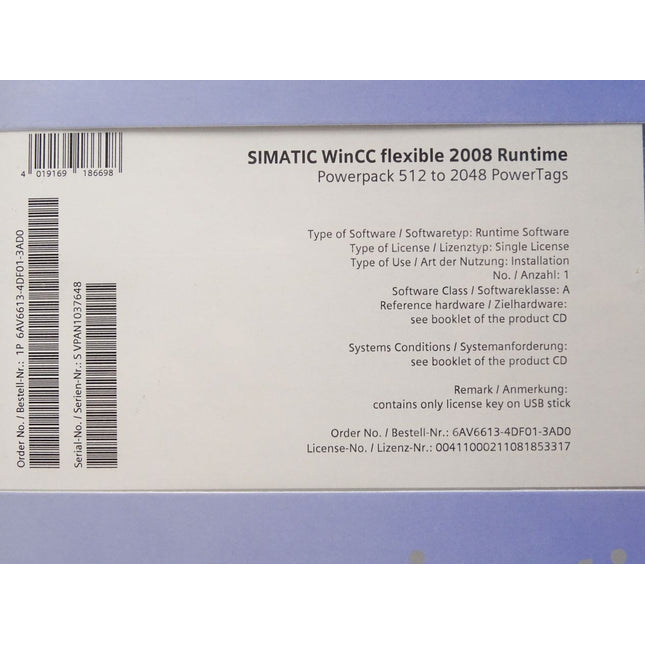 4 019169 186698
SIMATIC WinCC flexible 2008 Runtime
Powerpack 512 to 2048 PowerTags
Type of Software / Softwaretyp: Runtime Software
Type of License / Lizenztyp: Single License
Type of Use / Art der Nutzung: Installation
No. / Anzahl: 1
Software Class / Softwareklasse: A
Reference hardware / Zielhardware:
see booklet of the product CD
Systems Conditions / Systemanforderung:
see booklet of the product CD
Remark / Anmerkung:
contains only license key on USB stick
Order No. / Bestell-Nr.: 6AV6613-4DF01-3AD0
License-No. / Lizenz-Nr.: 00411000211081853317
Order No. / Bestell-Nr.: 1P 6AV6613-4DF01-3AD0
Serial-No. / Serien-Nr.: S VPAN1037648